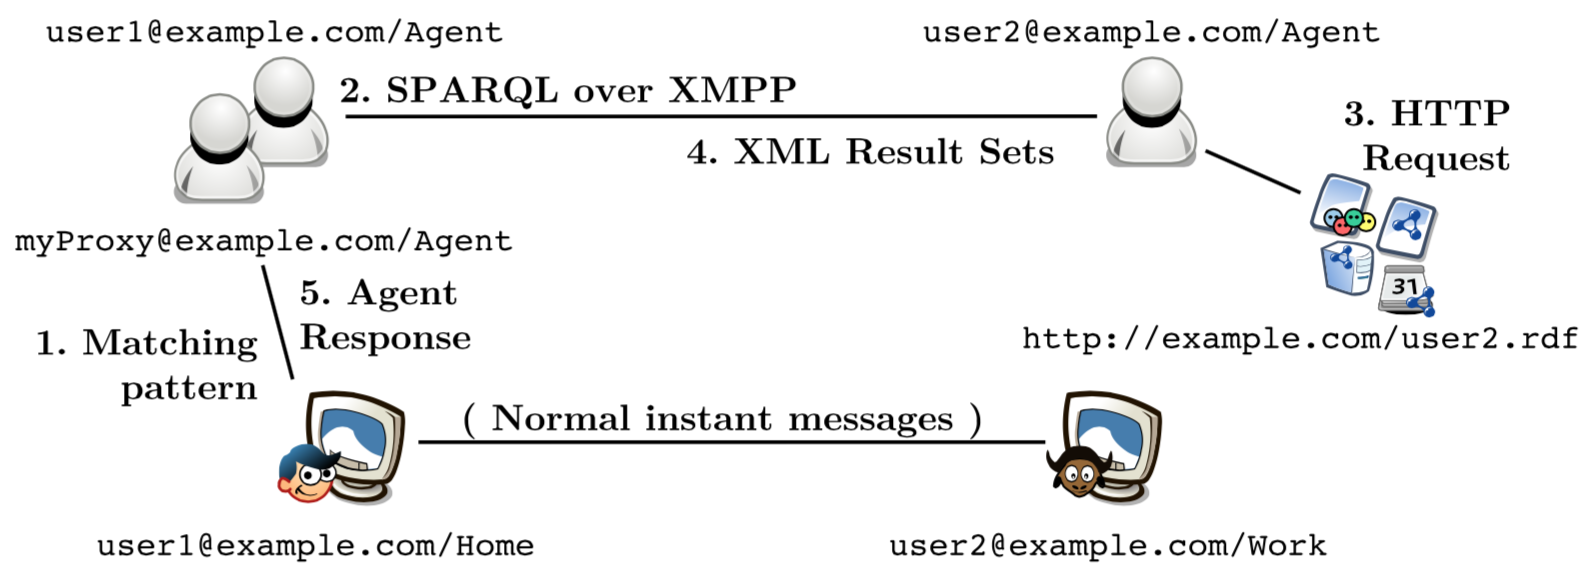 user1@example.com/Agent
user2@example.com/Agent
2. SPARQL over XMPP
4. XML Result Sets
3. HTTP
Request
myProxy@example.com/Agent
5. Agent
Response
1. Matching
pattern
31
http://example.com/user2.rdf
( Normal instant messages )
user1@example.com/Home
user2@example.com/Work